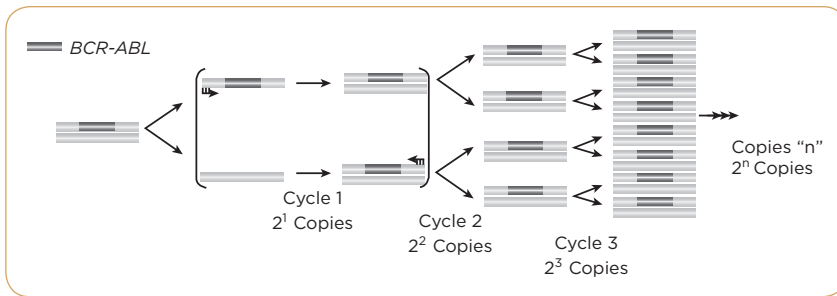 BCR-ABL
Cycle 1
2¹ Copies
Cycle 2
2² Copies
Cycle 3
2³ Copies
Copies “n”
2ⁿ Copies